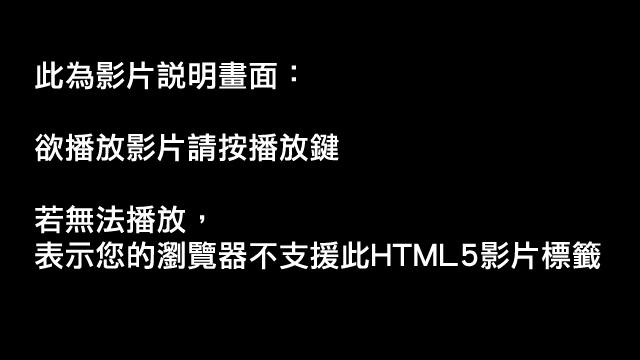 此為影片說明畫面：
欲播放影片請按播放鍵
若無法播放，
表示您的瀏覽器不支援此HTML5影片標籤